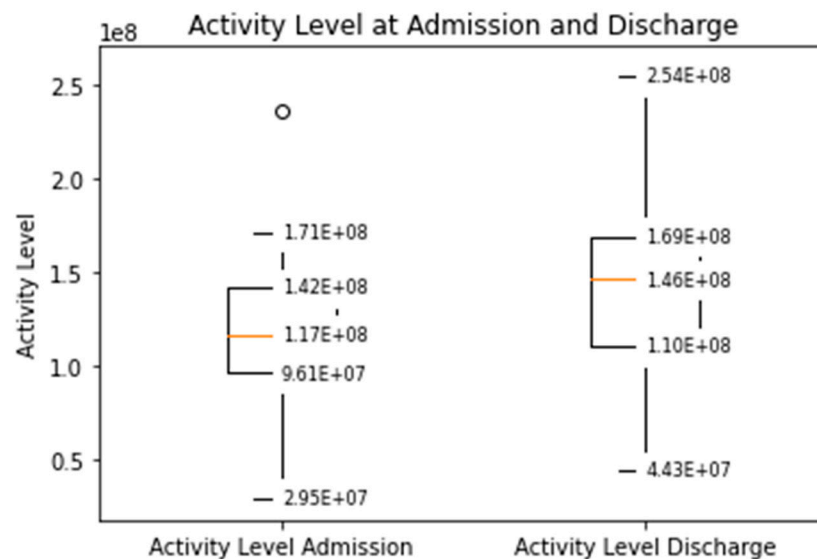 Activity Level at Admission and Discharge
1e8
Activity Level
2.5
2.0
1.5
1.0
0.5
1.71E+08
1.42E+08
1.17E+08
9.61E+07
2.95E+07
2.54E+08
1.69E+08
1.46E+08
1.10E+08
4.43E+07
Activity Level Admission
Activity Level Discharge